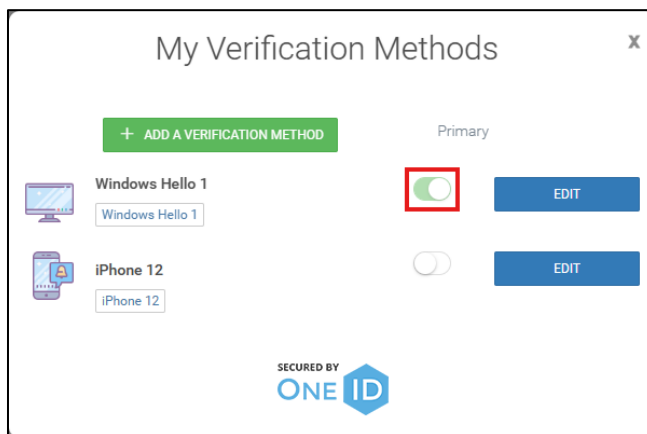 My Verification Methods
X
+ ADD A VERIFICATION METHOD
Primary
Windows Hello 1
EDIT
Windows Hello 1
iPhone 12
EDIT
iPhone 12
SECURED BY
ONE ID